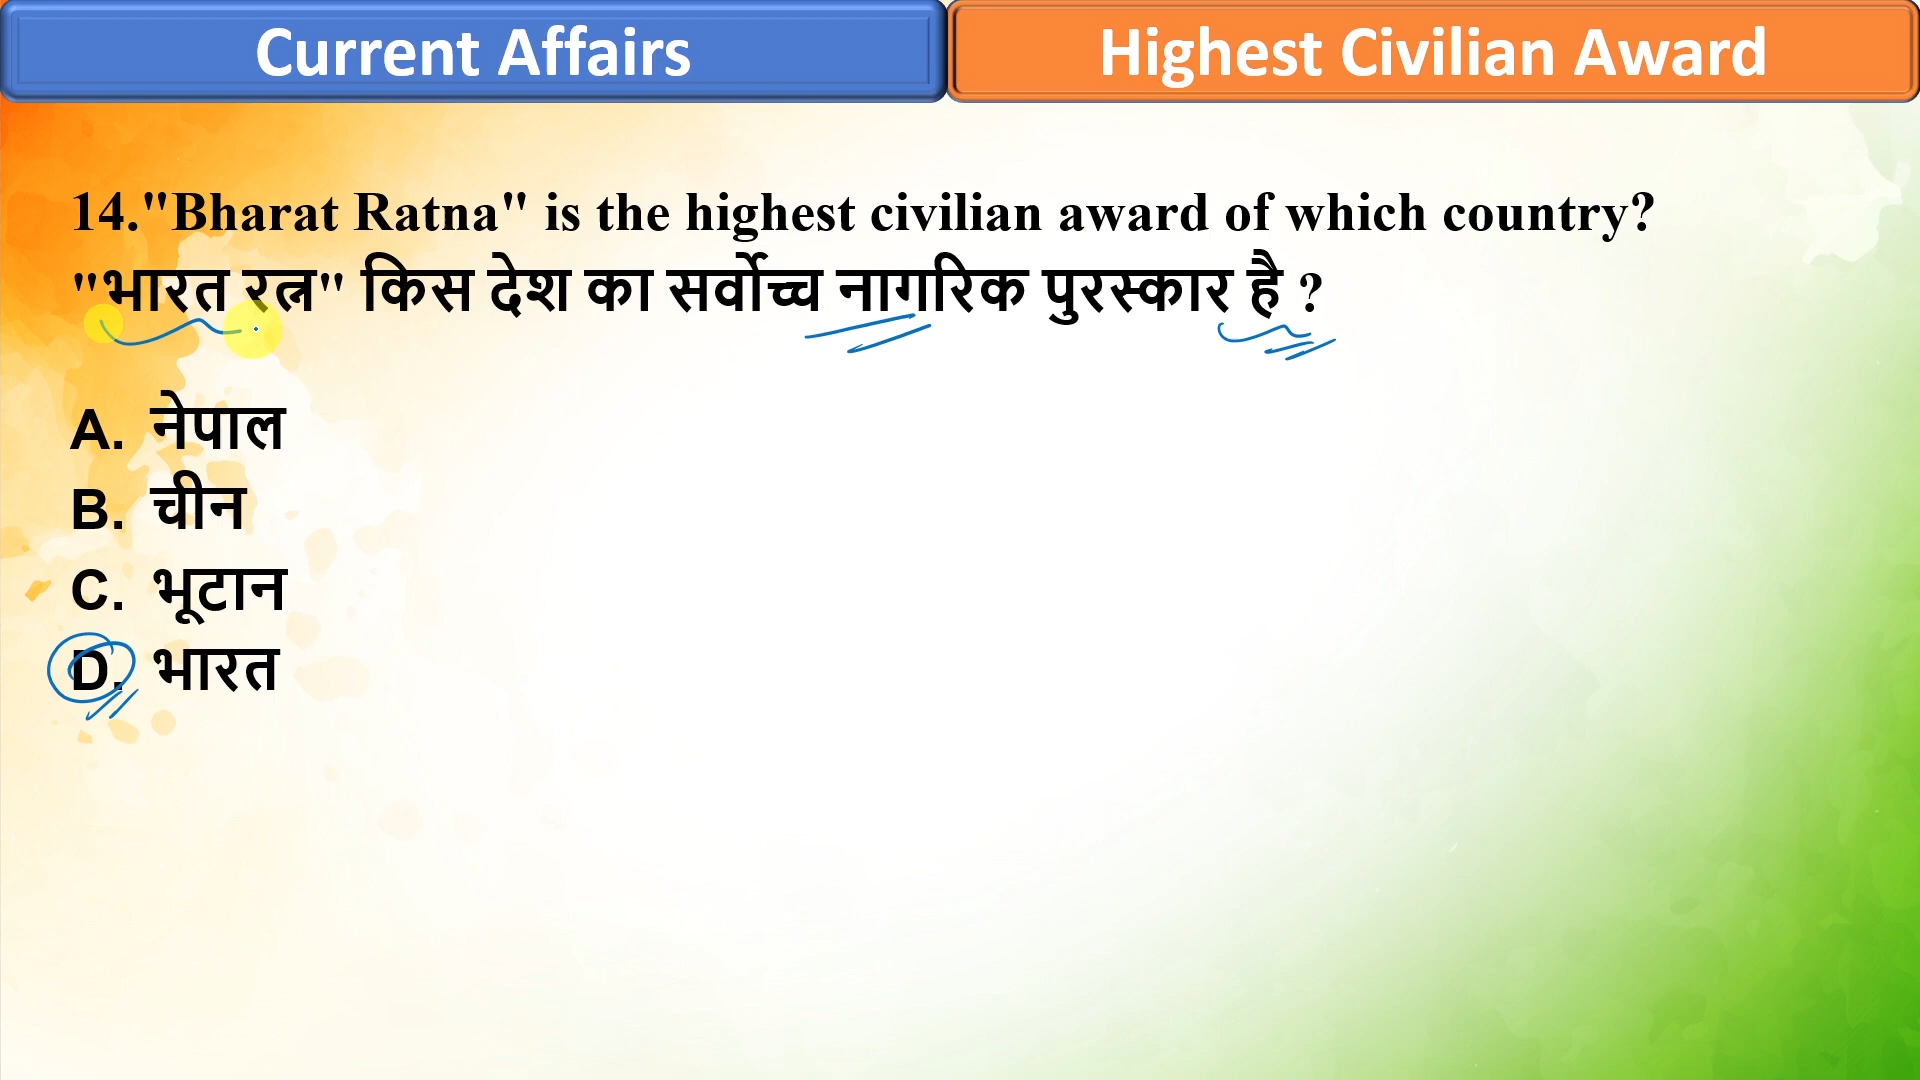 Current Affairs
Highest Civilian Award
14."Bharat Ratna" is the highest civilian award of which country?
"भारत रत्न" किस देश का सर्वोच्च नागरिक पुरस्कार है ?
A. नेपाल
B. चीन
C. भूटान
D. भारत